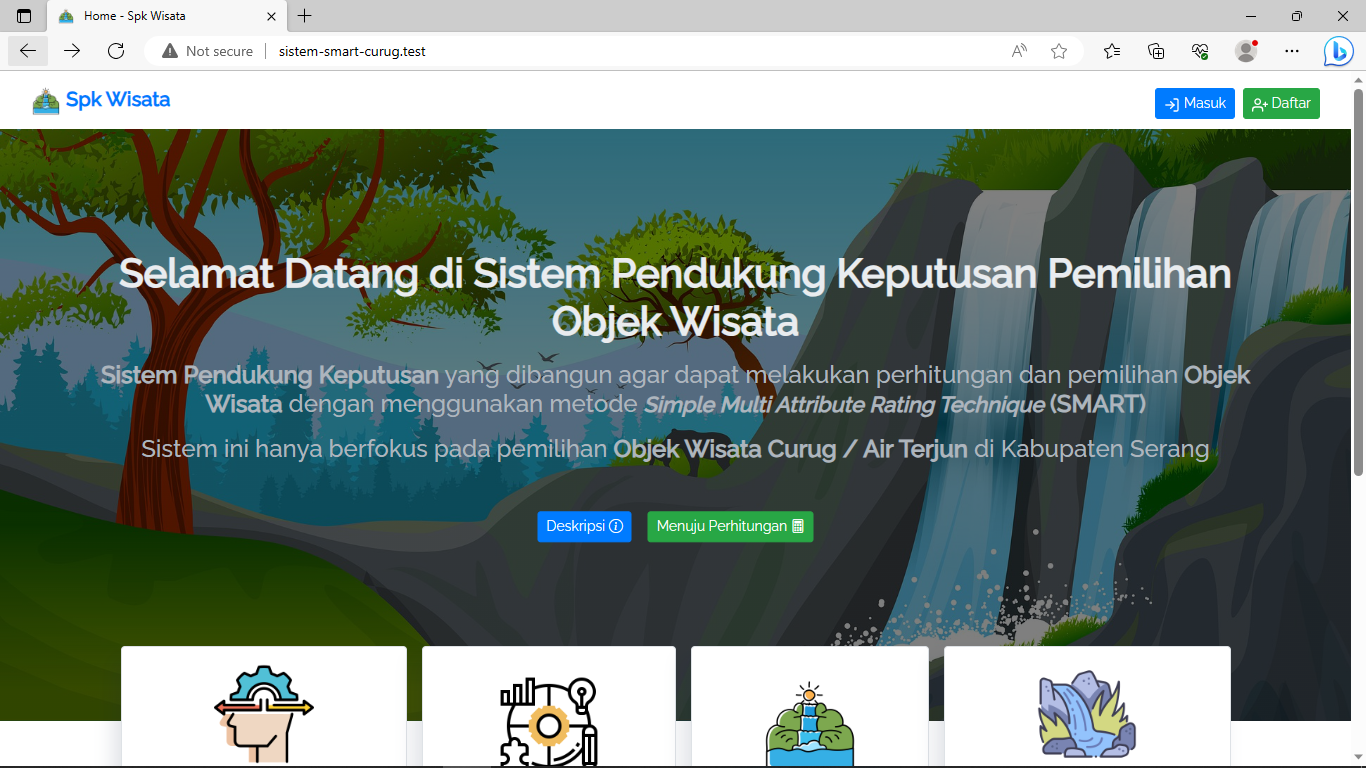 Home - Spk Wisata
Not secure
sistem-smart-curug.test
Spk Wisata
Masuk
Daftar
Selamat Datang di Sistem Pendukung Keputusan Pemilihan
Objek Wisata
Sistem Pendukung Keputusan yang dibangun agar dapat melakukan perhitungan dan pemilihan Objek
Wisata dengan menggunakan metode Simple Multi Attribute Rating Technique (SMART)
Sistem ini hanya berfokus pada pemilihan Objek Wisata Curug / Air Terjun di Kabupaten Serang
Deskripsi
Menuju Perhitungan